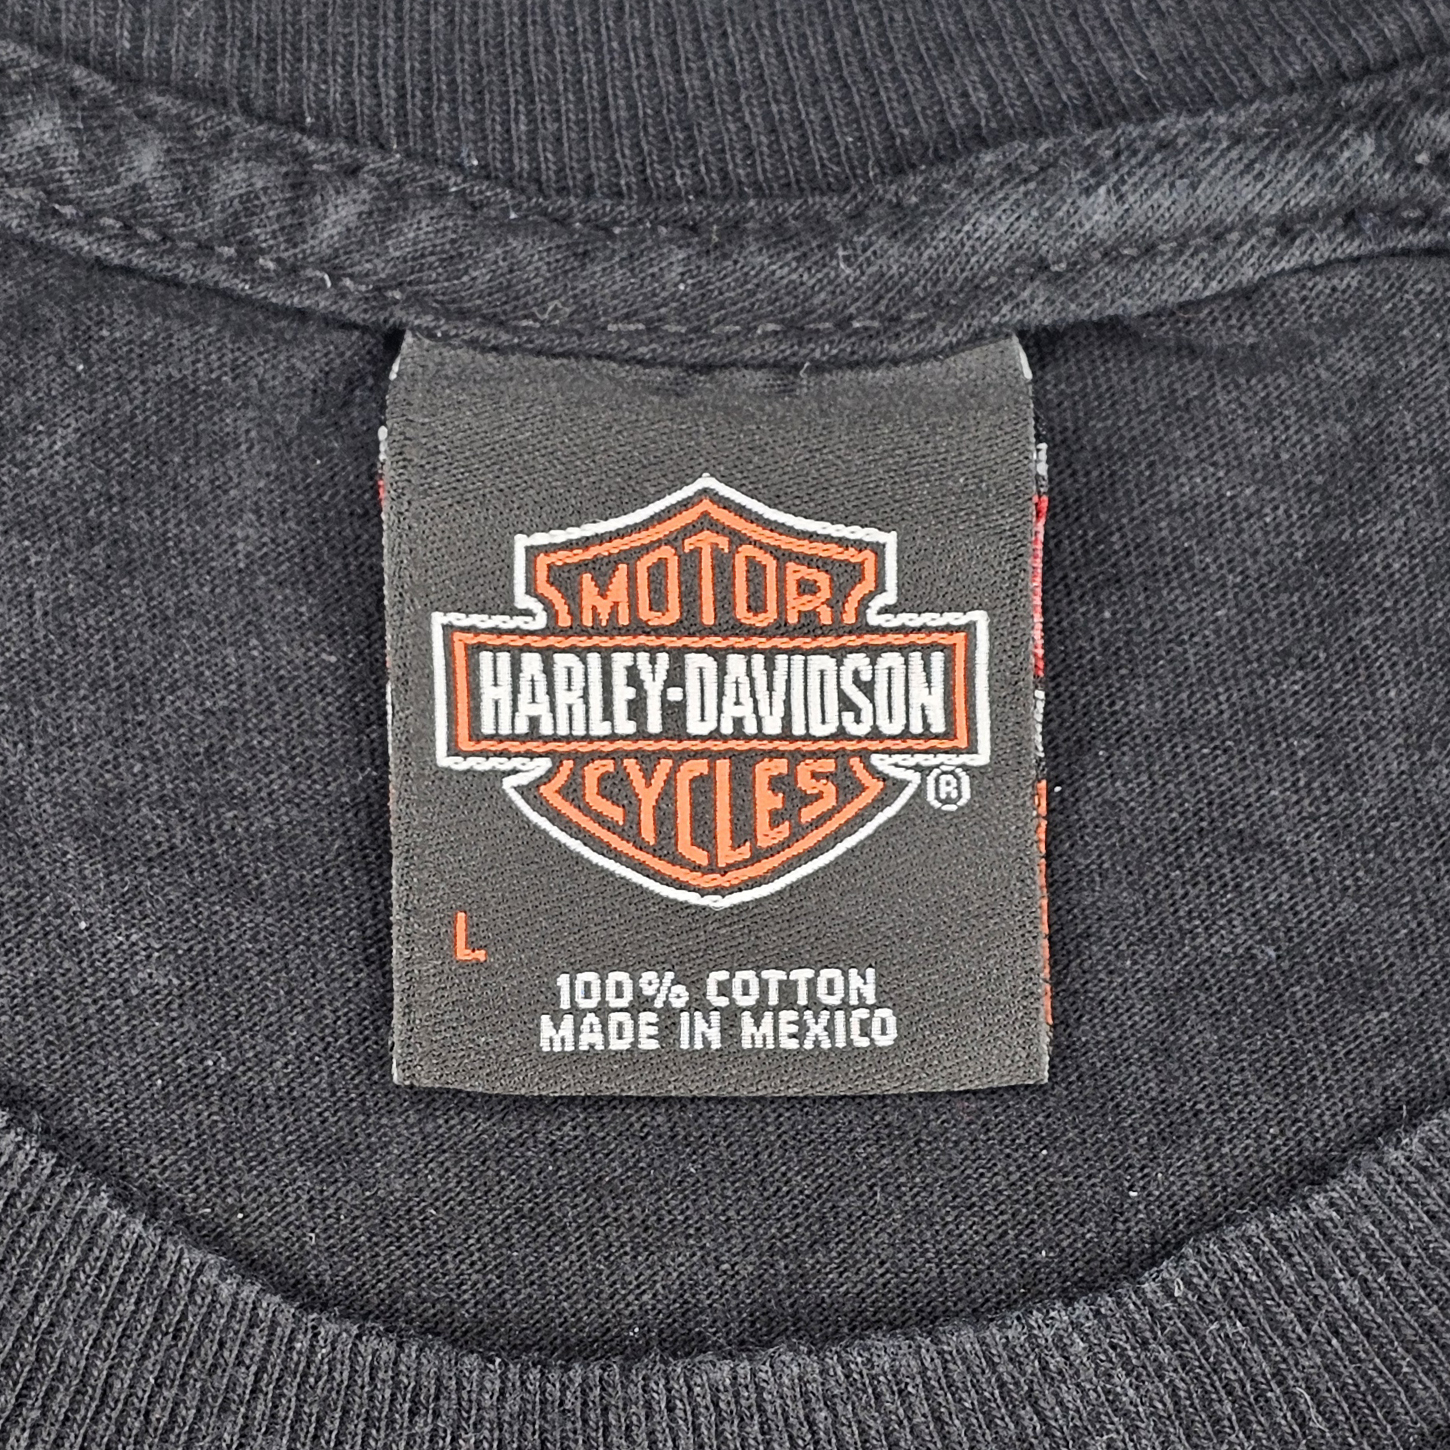 MOTOR
HARLEY-DAVIDSON
CYCLES
®
L
100% COTTON
MADE IN MEXICO